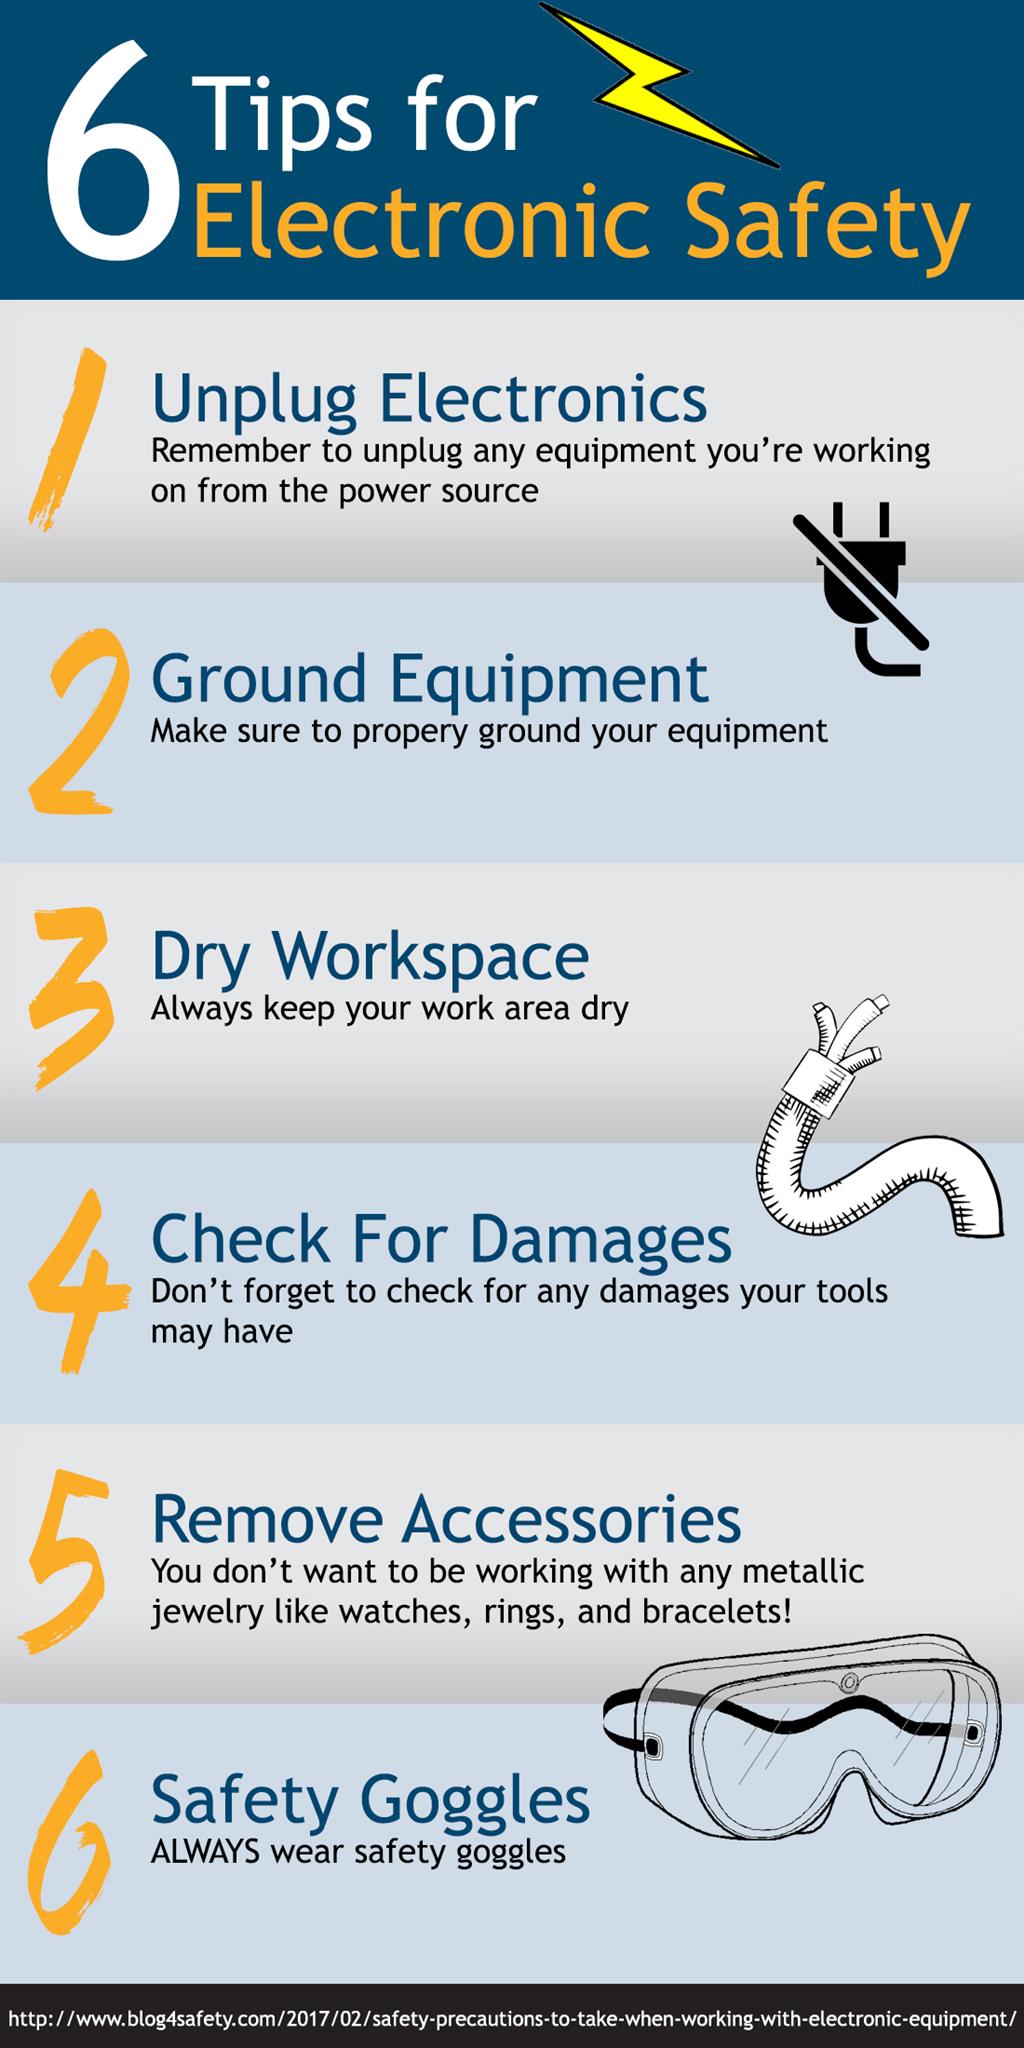 6 Tips for
Electronic Safety
1
Unplug Electronics
Remember to unplug any equipment you're working
on from the power source
2
Ground Equipment
Make sure to propery ground your equipment
3
Dry Workspace
Always keep your work area dry
4
Check For Damages
Don't forget to check for any damages your tools
may have
5
Remove Accessories
You don't want to be working with any metallic
jewelry like watches, rings, and bracelets!
6
Safety Goggles
ALWAYS wear safety goggles
http://www.blog4safety.com/2017/02/safety-precautions-to-take-when-working-with-electronic-equipment/